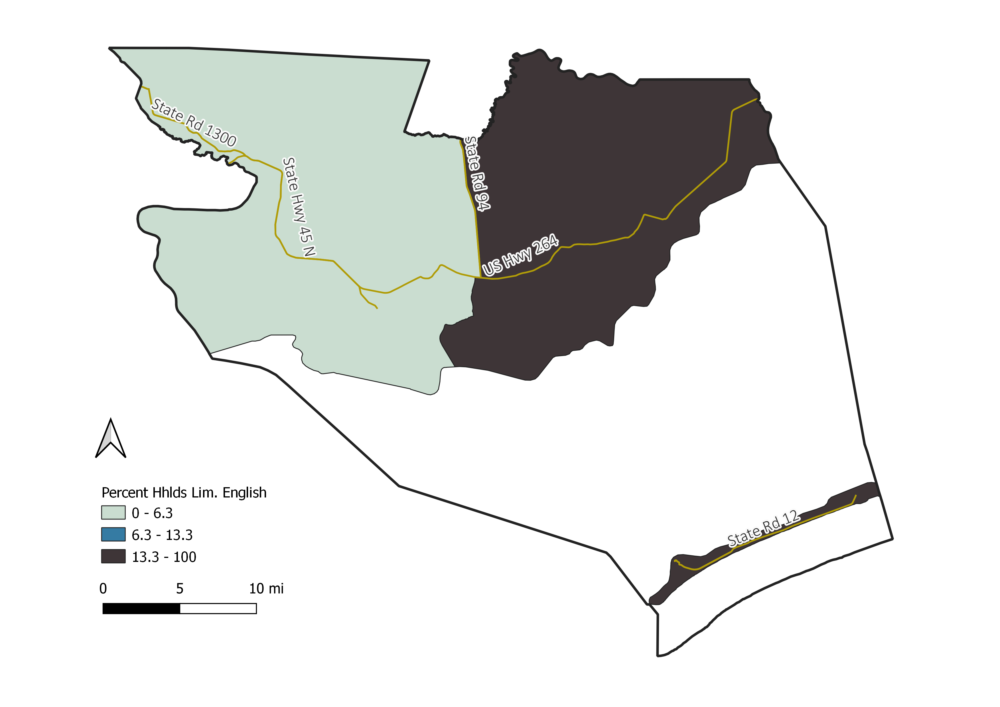 State Rd 1300
State Rd 94
State Hwy 45 N
US Hwy 264
State Rd 12
Percent Hhlds Lim. English
0 - 6.3
6.3 - 13.3
13.3 - 100
0 5 10 mi